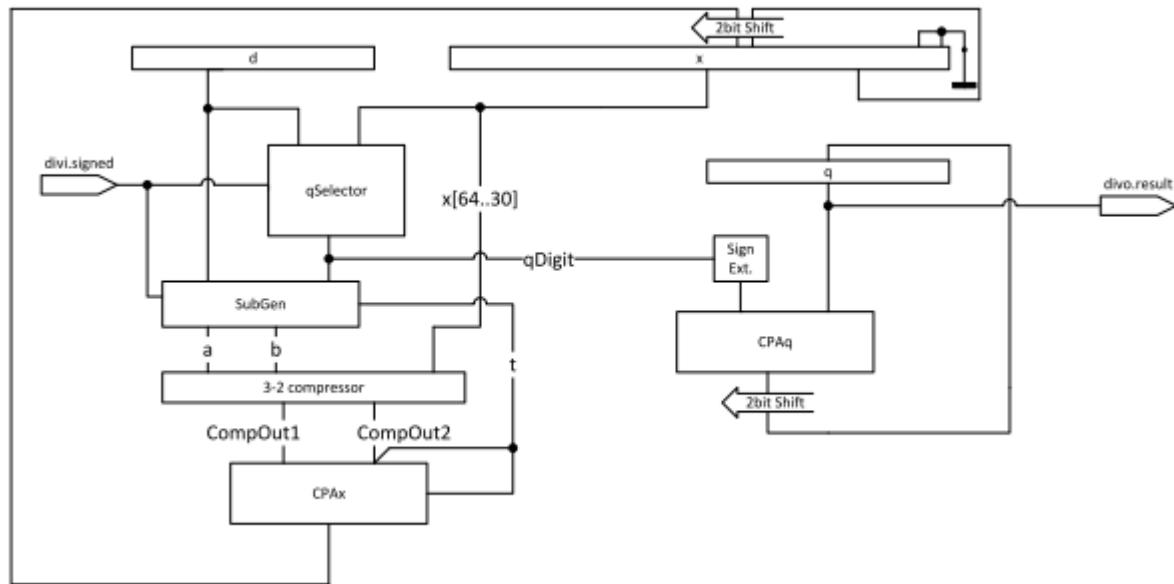 2bit Shift
d
x
divi.signed
qSelector
x[64..30]
q
divo.result
qDigit
Sign
Ext.
SubGen
CPAq
a
b
t
3-2 compressor
2bit Shift
CompOut1
CompOut2
CPAx